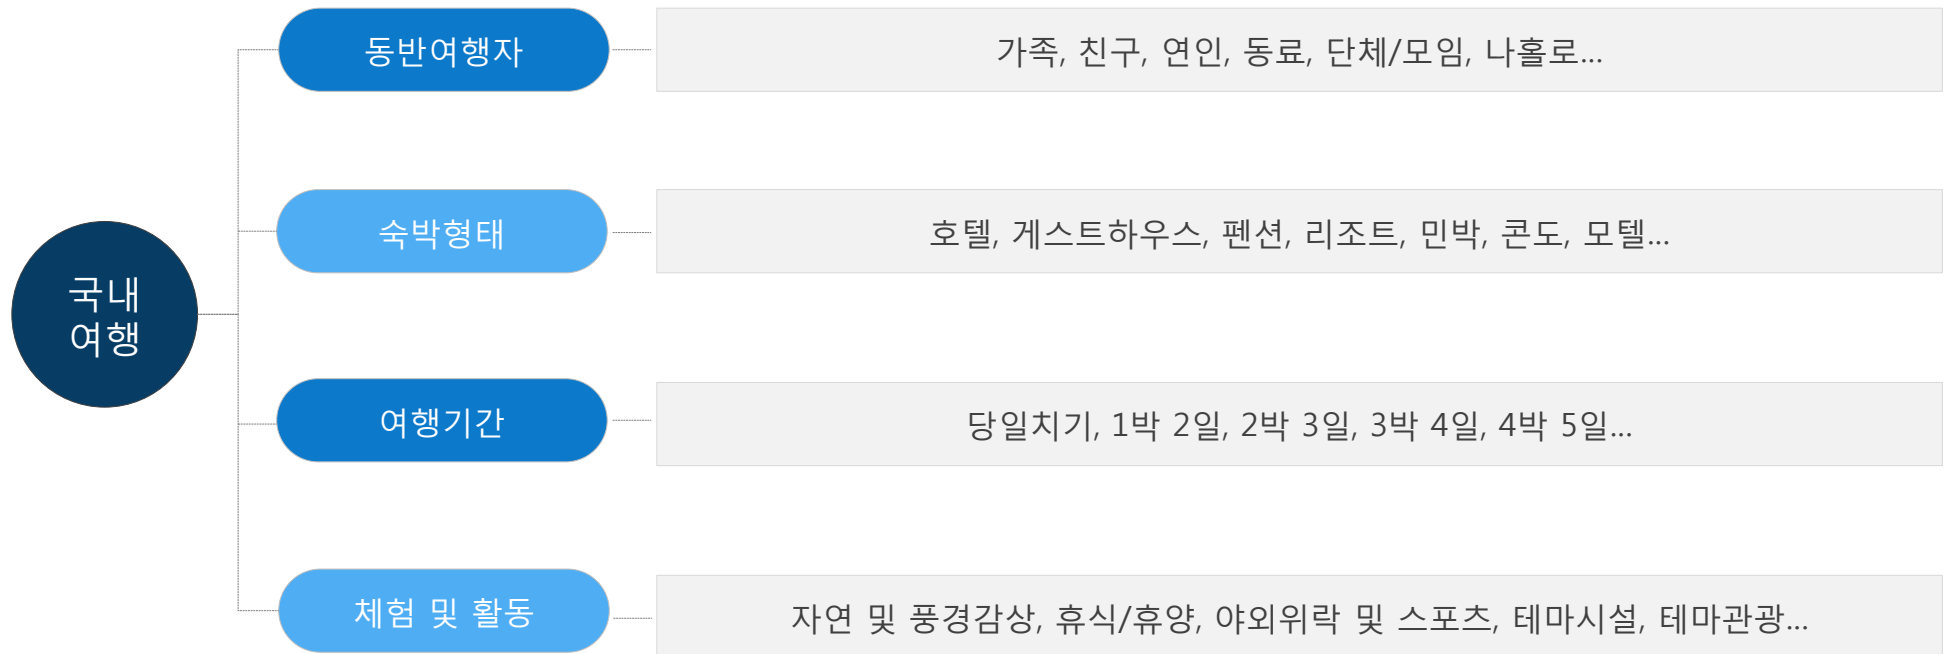 동반여행자
가족, 친구, 연인, 동료, 단체/모임, 나홀로...
숙박형태
호텔, 게스트하우스, 펜션, 리조트, 민박, 콘도, 모텔...
국내
여행
여행기간
당일치기, 1박 2일, 2박 3일, 3박 4일, 4박 5일...
체험 및 활동
자연 및 풍경감상, 휴식/휴양, 야외위락 및 스포츠, 테마시설, 테마관광...